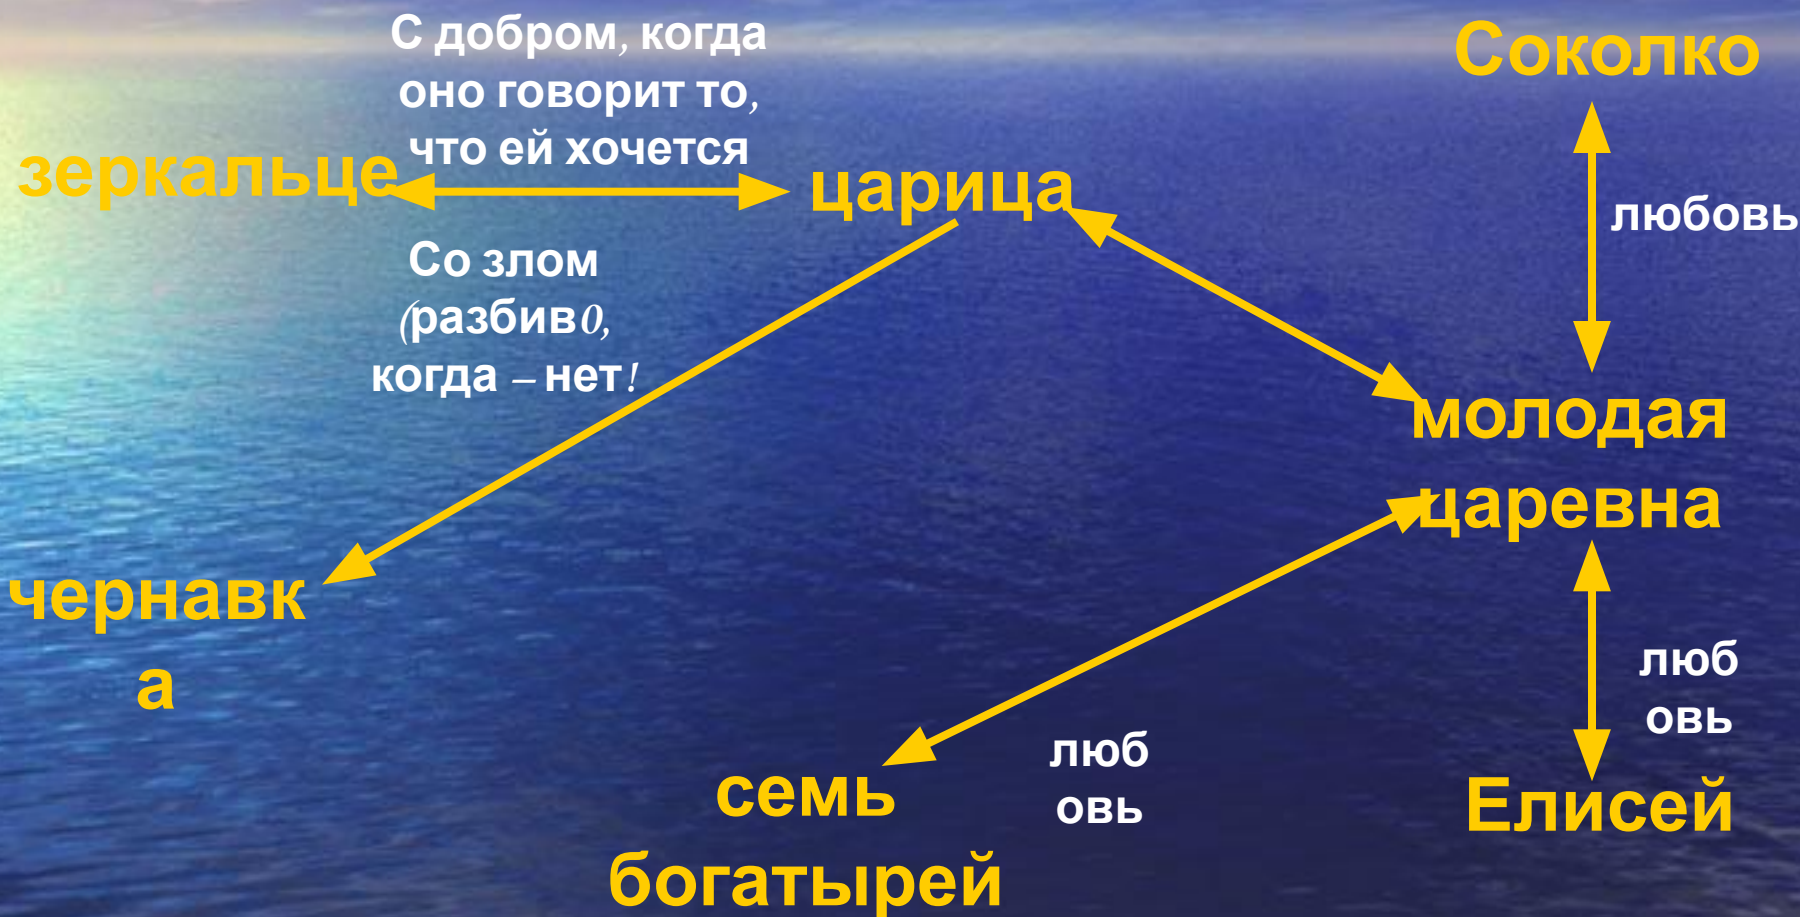 С добром, когда
оно говорит то,
что ей хочется
Соколко
зеркальце
царица
любовь
Со злом
(разбив0,
когда – нет!
молодая
царевна
чернавк
а
люб
овь
семь
богатырей
люб
овь
Елисей